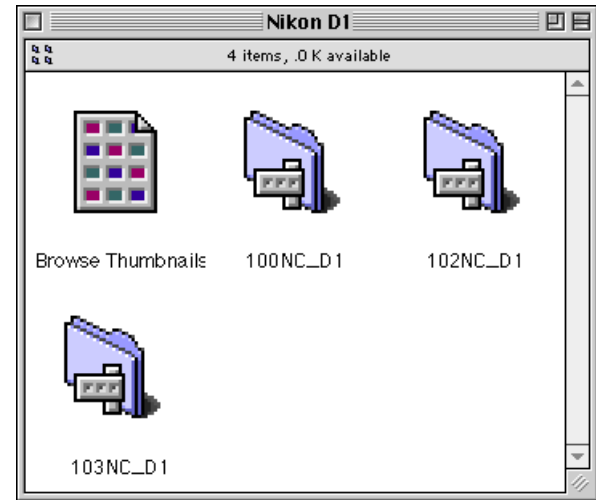 Nikon D1
4 items, .0 K available
Browse Thumbnails
100NC_D1
102NC_D1
103NC_D1